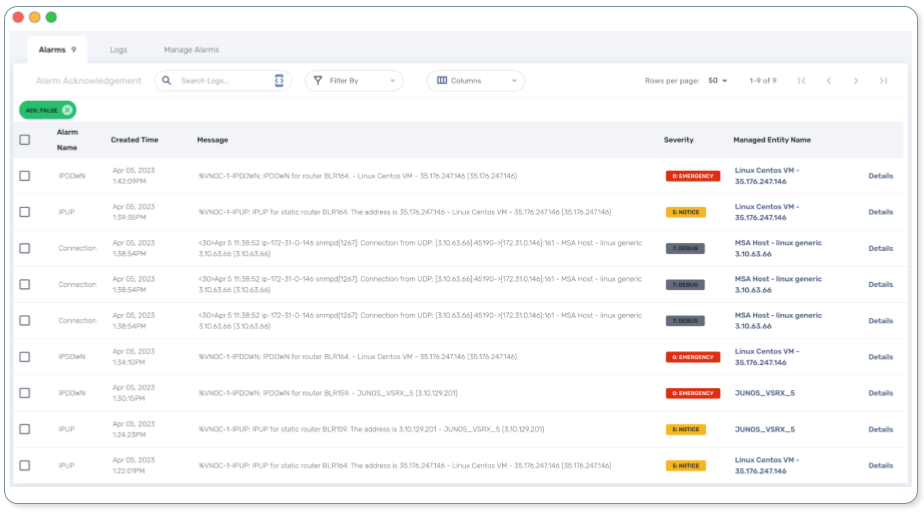 Alarms 9 Logs Manage Alarms
Alarm Acknowledgement Search Logs... Filter By Columns Rows per page: 50 1-9 of 9
ACK: FALSE
Alarm Name Created Time Message Severity Managed Entity Name
IPDOWN Apr 05, 2023 1:42:09PM %VNOC-1-IPDOWN: IPDOWN for router BLR164. - Linux Centos VM - 35.176.247.146 (35.176.247.146) 0: EMERGENCY Linux Centos VM - 35.176.247.146 Details
IPUP Apr 05, 2023 1:39:35PM %VNOC-1-IPUP: IPUP for static router BLR164. The address is 35.176.247.146 - Linux Centos VM - 35.176.247.146 (35.176.247.146) 5: NOTICE Linux Centos VM - 35.176.247.146 Details
Connection Apr 05, 2023 1:38:54PM <30>Apr 5 11:38:52 ip-172-31-0-146 snmpd[1267]: Connection from UDP: [3.10.63.66]:45190->[172.31.0.146]:161 - MSA Host - linux generic 3.10.63.66 (3.10.63.66) 7: DEBUG MSA Host - linux generic 3.10.63.66 Details
Connection Apr 05, 2023 1:38:54PM <30>Apr 5 11:38:52 ip-172-31-0-146 snmpd[1267]: Connection from UDP: [3.10.63.66]:45190->[172.31.0.146]:161 - MSA Host - linux generic 3.10.63.66 (3.10.63.66) 7: DEBUG MSA Host - linux generic 3.10.63.66 Details
Connection Apr 05, 2023 1:38:54PM <30>Apr 5 11:38:52 ip-172-31-0-146 snmpd[1267]: Connection from UDP: [3.10.63.66]:45190->[172.31.0.146]:161 - MSA Host - linux generic 3.10.63.66 (3.10.63.66) 7: DEBUG MSA Host - linux generic 3.10.63.66 Details
IPDOWN Apr 05, 2023 1:34:10PM %VNOC-1-IPDOWN: IPDOWN for router BLR164. - Linux Centos VM - 35.176.247.146 (35.176.247.146) 0: EMERGENCY Linux Centos VM - 35.176.247.146 Details
IPDOWN Apr 05, 2023 1:30:15PM %VNOC-1-IPDOWN: IPDOWN for router BLR159. - JUNOS_VSRX_5 (3.10.129.201) 0: EMERGENCY JUNOS_VSRX_5 Details
IPUP Apr 05, 2023 1:24:23PM %VNOC-1-IPUP: IPUP for static router BLR159. The address is 3.10.129.201 - JUNOS_VSRX_5 (3.10.129.201) 5: NOTICE JUNOS_VSRX_5 Details
IPUP Apr 05, 2023 1:22:01PM %VNOC-1-IPUP: IPUP for static router BLR164. The address is 35.176.247.146 - Linux Centos VM - 35.176.247.146 (35.176.247.146) 5: NOTICE Linux Centos VM - 35.176.247.146 Details